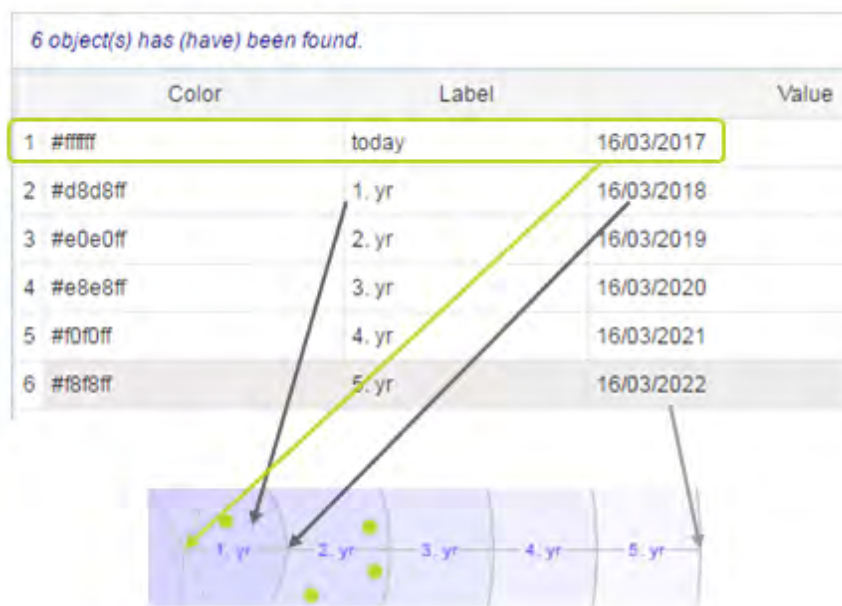 6 object(s) has (have) been found.
Color Label Value
1 #ffffff today 16/03/2017
2 #d8d8ff 1. yr 16/03/2018
3 #e0e0ff 2. yr 16/03/2019
4 #e8e8ff 3. yr 16/03/2020
5 #f0f0ff 4. yr 16/03/2021
6 #f8f8ff 5. yr 16/03/2022
1. yr 2. yr 3. yr 4. yr 5. yr